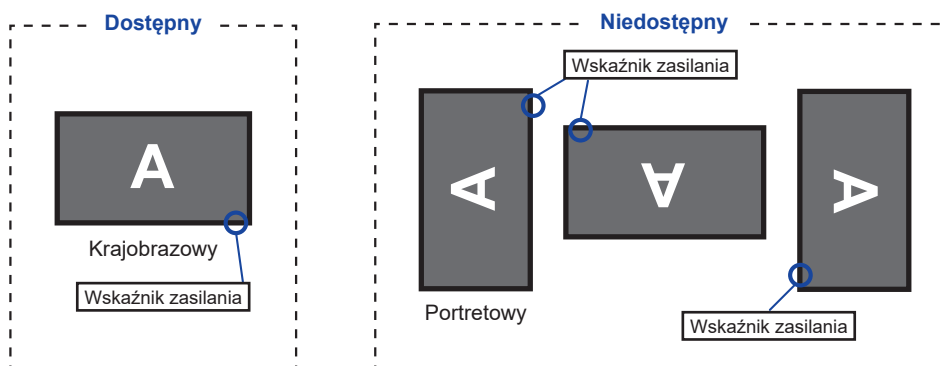 Dostępny
Niedostępny
Wskaźnik zasilania
A
A
A
A
Krajobrazowy
Wskaźnik zasilania
Portretowy
Wskaźnik zasilania